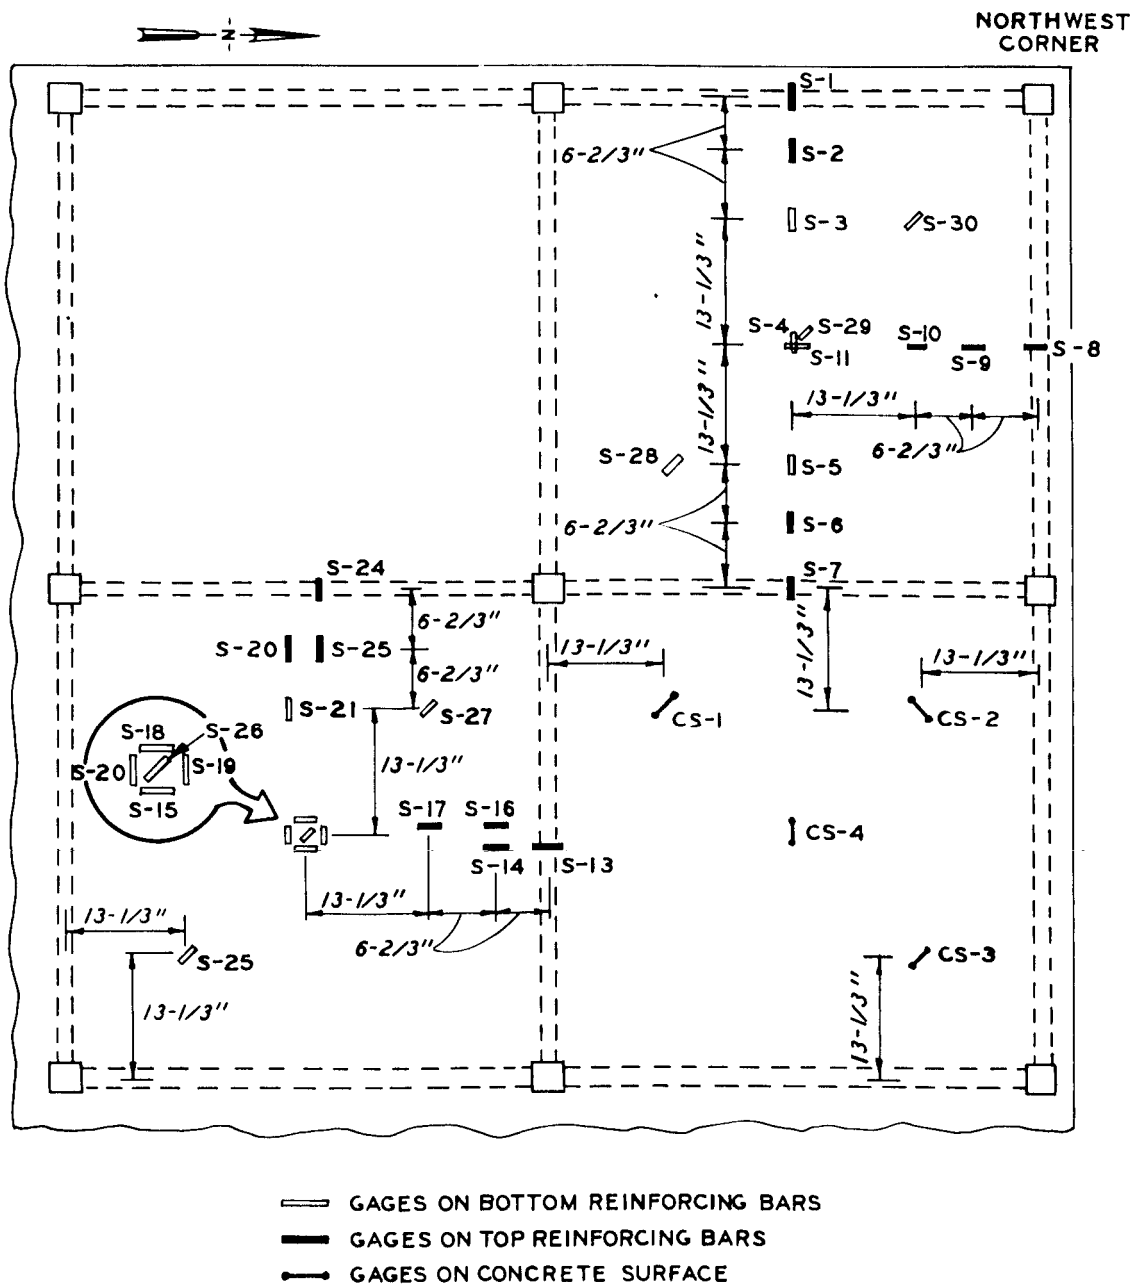 N
NORTHWEST
CORNER
S-1
6-2/3"
S-2
S-3
S-30
13-1/3"
S-4
S-29
S-10
S-11
S-9
S-8
13-1/3"
13-1/3"
6-2/3"
S-28
S-5
6-2/3"
S-6
S-24
S-7
6-2/3"
S-20
S-25
13-1/3"
13-1/3"
13-1/3"
6-2/3"
S-21
S-27
CS-1
CS-2
S-18
S-26
S-20
S-19
S-15
13-1/3"
S-17
S-16
CS-4
S-14
S-13
13-1/3"
13-1/3"
6-2/3"
S-25
CS-3
13-1/3"
13-1/3"
GAGES ON BOTTOM REINFORCING BARS
GAGES ON TOP REINFORCING BARS
GAGES ON CONCRETE SURFACE